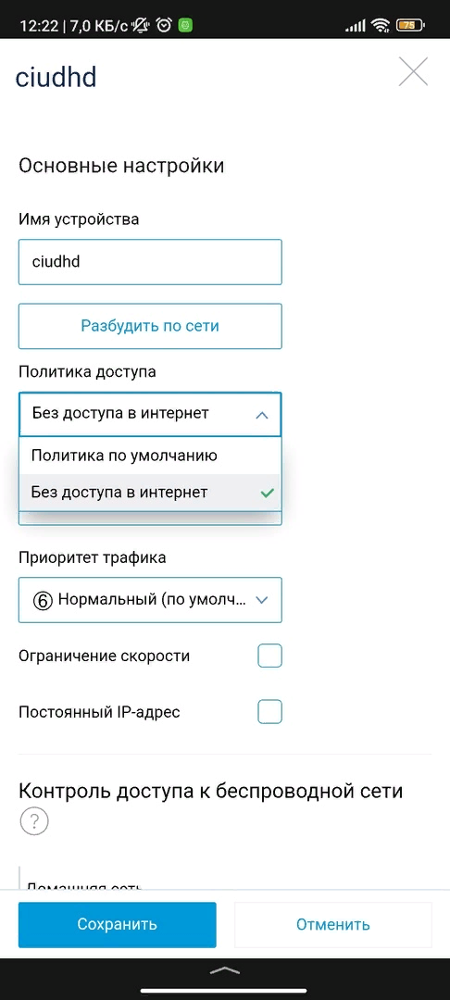 12:22 | 7,0 КБ/с
75
ciudhd
Основные настройки
Имя устройства
ciudhd
Разбудить по сети
Политика доступа
Без доступа в интернет
Политика по умолчанию
Без доступа в интернет
Приоритет трафика
⑥ Нормальный (по умолч...
Ограничение скорости
Постоянный IP-адрес
Контроль доступа к беспроводной сети
?
Домашняя сеть
Сохранить
Отменить